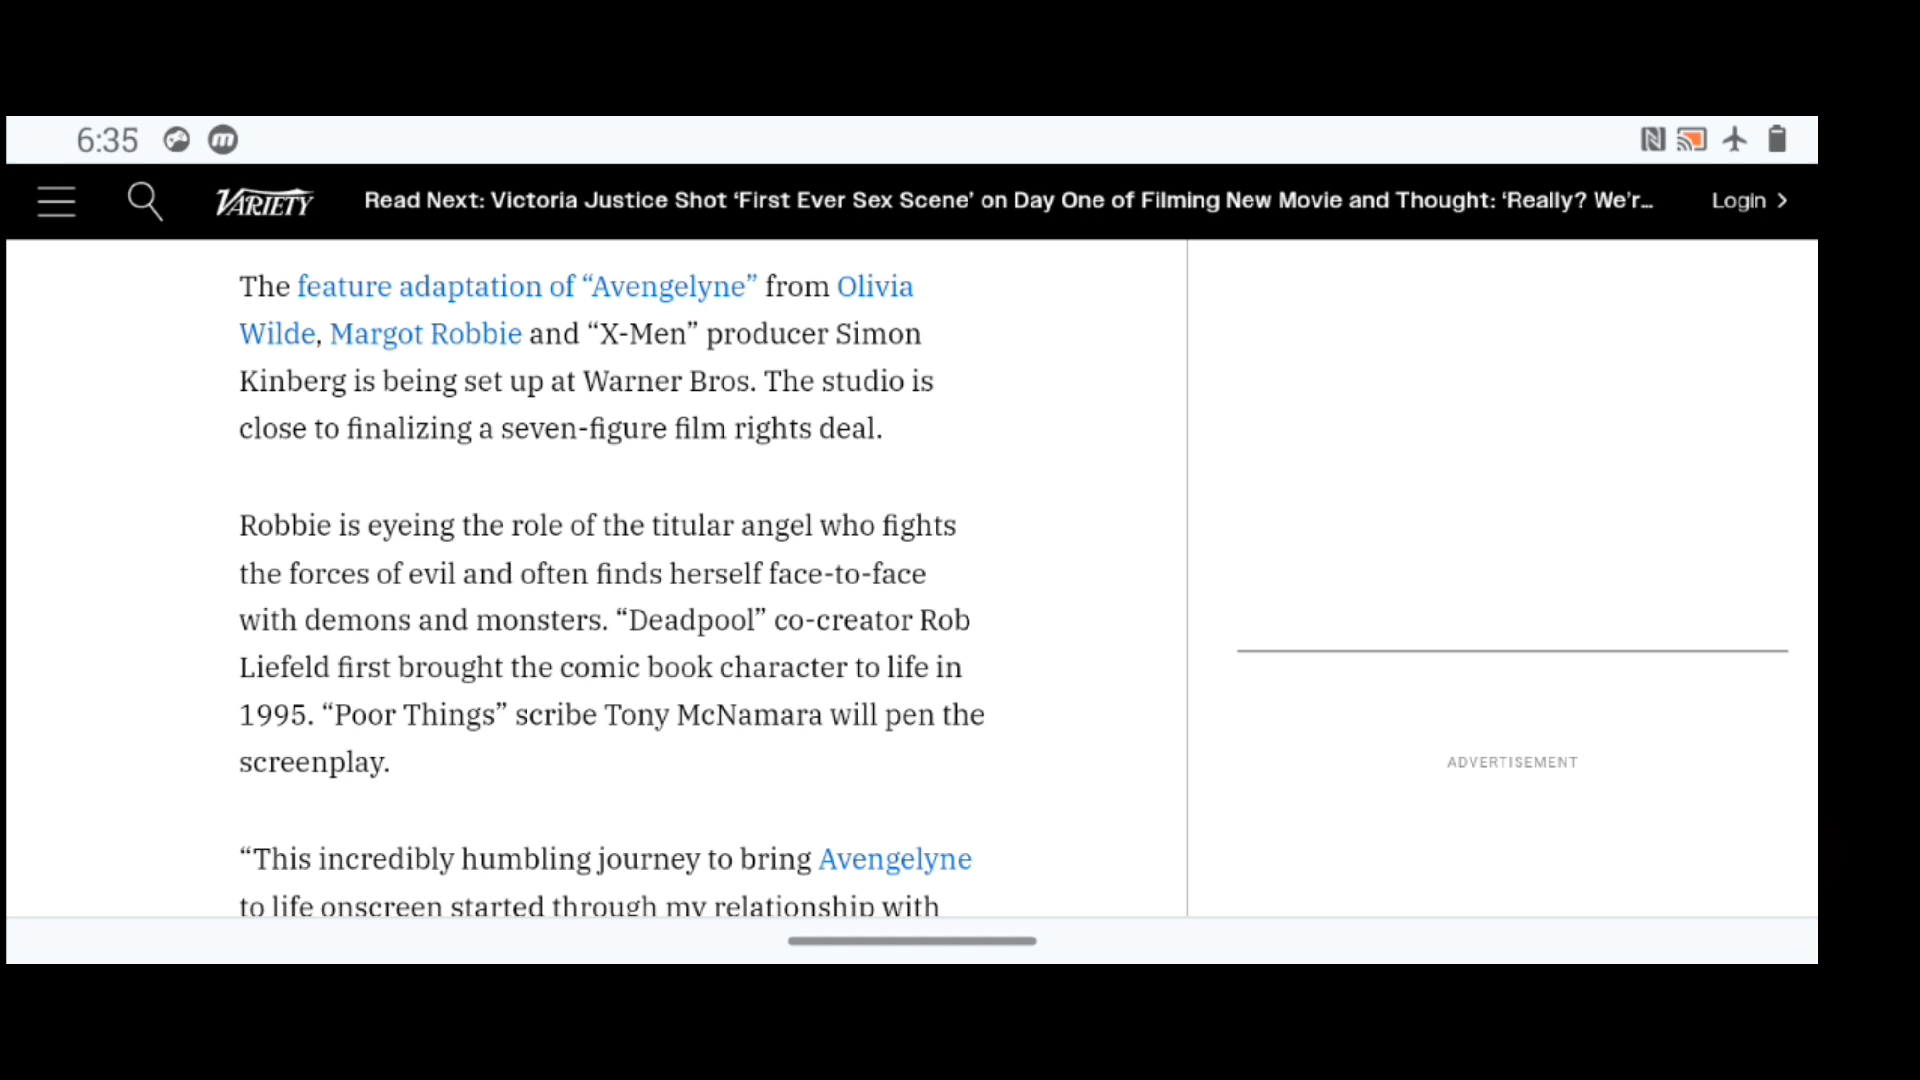 6:35
VARIETY
Read Next: Victoria Justice Shot ‘First Ever Sex Scene’ on Day One of Filming New Movie and Thought: ‘Really? We’r…
Login
The feature adaptation of “Avengelyne” from Olivia
Wilde, Margot Robbie and “X-Men” producer Simon
Kinberg is being set up at Warner Bros. The studio is
close to finalizing a seven-figure film rights deal.
Robbie is eyeing the role of the titular angel who fights
the forces of evil and often finds herself face-to-face
with demons and monsters. “Deadpool” co-creator Rob
Liefeld first brought the comic book character to life in
1995. “Poor Things” scribe Tony McNamara will pen the
screenplay.
“This incredibly humbling journey to bring Avengelyne
to life onscreen started through my relationship with
ADVERTISEMENT